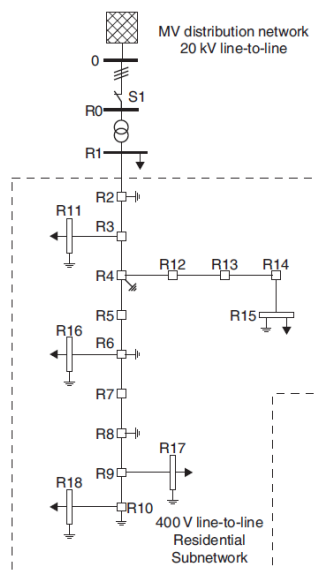 MV distribution network
20 kV line-to-line
0
S1
R0
R1
R2
R11
R3
R4
R12
R13
R14
R5
R15
R16
R6
R7
R8
R17
R9
R18
R10
400 V line-to-line
Residential
Subnetwork